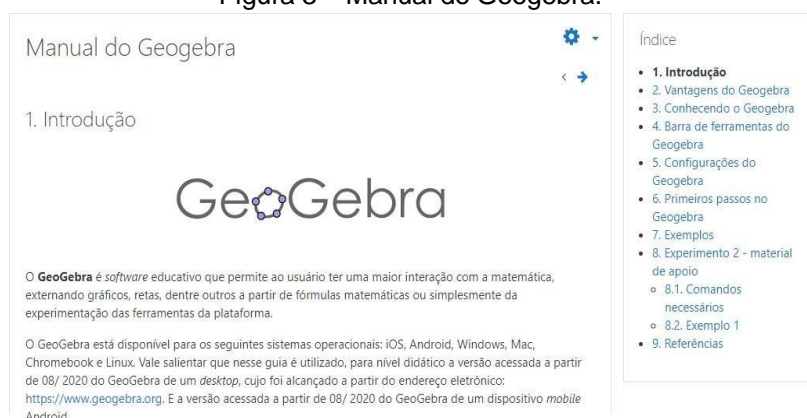 Figura 8 – Manual do Geogebra.
Manual do Geogebra
1. Introdução
GeoGebra
O GeoGebra é software educativo que permite ao usuário ter uma maior interação com a matemática,
externando gráficos, retas, dentre outros a partir de fórmulas matemáticas ou simplesmente da
experimentação das ferramentas da plataforma.
O GeoGebra está disponível para os seguintes sistemas operacionais: iOS, Android, Windows, Mac,
Chromebook e Linux. Vale salientar que nesse guia é utilizado, para nível didático a versão acessada a partir
de 08/ 2020 do GeoGebra de um desktop, cujo foi alcançado a partir do endereço eletrônico:
https://www.geogebra.org. E a versão acessada a partir de 08/ 2020 do GeoGebra de um dispositivo mobile
Android.
Índice
1. Introdução
2. Vantagens do Geogebra
3. Conhecendo o Geogebra
4. Barra de ferramentas do
Geogebra
5. Configurações do
Geogebra
6. Primeiros passos no
Geogebra
7. Exemplos
8. Experimento 2 - material
de apoio
8.1. Comandos
necessários
8.2. Exemplo 1
9. Referências